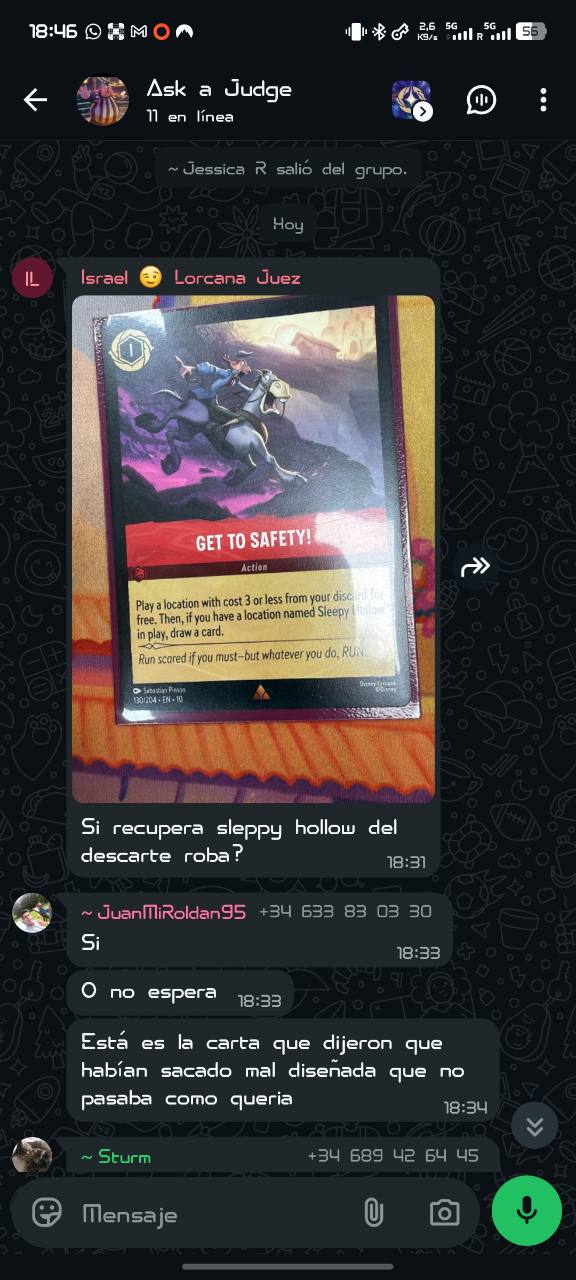 18:46
2,6
KB/s
5G
R
5G
56
Ask a Judge
11 en línea
~ Jessica R salió del grupo.
Hoy
IL
Israel 😉 Lorcana Juez
1
GET TO SAFETY!
Action
Play a location with cost 3 or less from your discard for
free. Then, if you have a location named Sleepy Hollow
in play, draw a card.
Run scared if you must—but whatever you do, RUN!
Sebastian Pinson
130/204 • EN • 10
Disney Lorcana
©Disney
Si recupera sleppy hollow del
descarte roba?
18:31
~ JuanMiRoldan95 +34 633 83 03 30
Si
18:33
O no espera
18:33
Está es la carta que dijeron que
habían sacado mal diseñada que no
pasaba como queria
18:34
~ Sturm +34 689 42 64 45
Mensaje